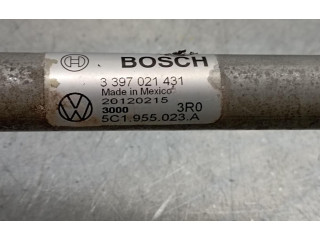 BOSCH
3 397 021 431
Made in Mexico
20120215
3000 3R0
5C1.955.023.A